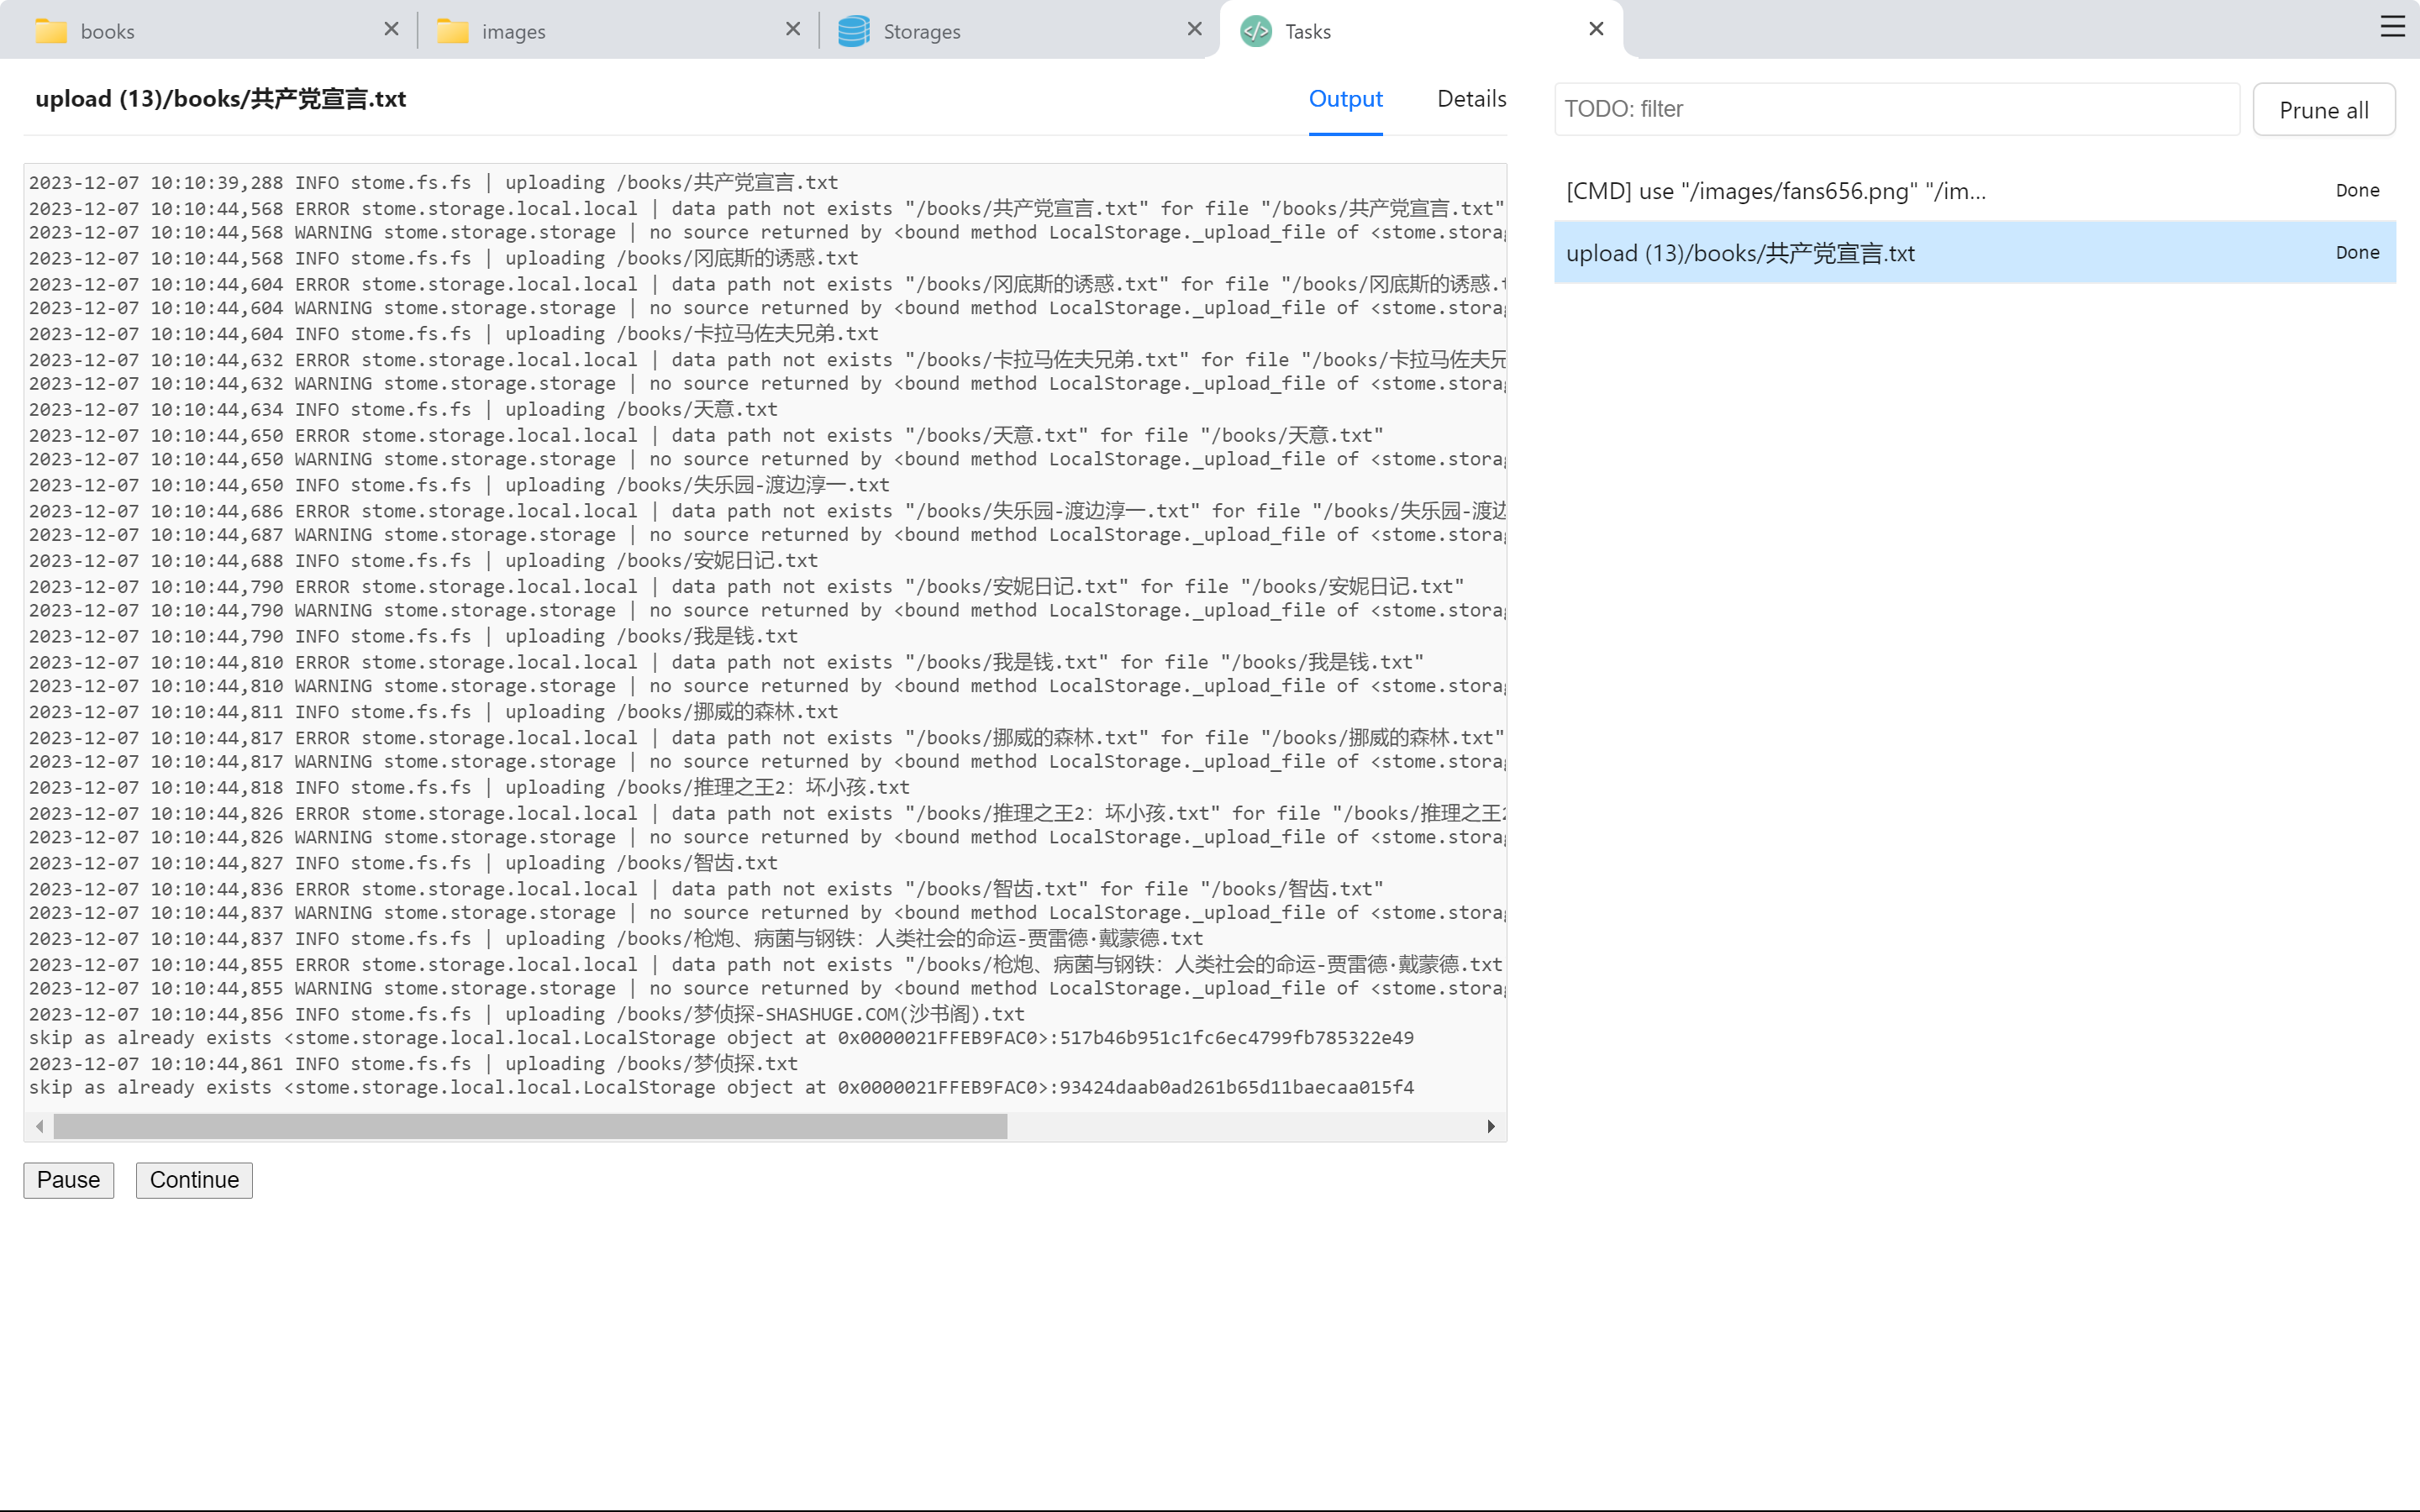 books
images
Storages
Tasks
upload (13)/books/共产党宣言.txt
Output
Details
TODO: filter
Prune all
2023-12-07 10:10:39,288 INFO stome.fs.fs | uploading /books/共产党宣言.txt
2023-12-07 10:10:44,568 ERROR stome.storage.local.local | data path not exists "/books/共产党宣言.txt" for file "/books/共产党宣言.txt"
2023-12-07 10:10:44,568 WARNING stome.storage.storage | no source returned by <bound method LocalStorage._upload_file of <stome.storag
2023-12-07 10:10:44,568 INFO stome.fs.fs | uploading /books/冈底斯的诱惑.txt
2023-12-07 10:10:44,604 ERROR stome.storage.local.local | data path not exists "/books/冈底斯的诱惑.txt" for file "/books/冈底斯的诱惑.t
2023-12-07 10:10:44,604 WARNING stome.storage.storage | no source returned by <bound method LocalStorage._upload_file of <stome.storag
2023-12-07 10:10:44,604 INFO stome.fs.fs | uploading /books/卡拉马佐夫兄弟.txt
2023-12-07 10:10:44,632 ERROR stome.storage.local.local | data path not exists "/books/卡拉马佐夫兄弟.txt" for file "/books/卡拉马佐夫兄
2023-12-07 10:10:44,632 WARNING stome.storage.storage | no source returned by <bound method LocalStorage._upload_file of <stome.storag
2023-12-07 10:10:44,634 INFO stome.fs.fs | uploading /books/天意.txt
2023-12-07 10:10:44,650 ERROR stome.storage.local.local | data path not exists "/books/天意.txt" for file "/books/天意.txt"
2023-12-07 10:10:44,650 WARNING stome.storage.storage | no source returned by <bound method LocalStorage._upload_file of <stome.storag
2023-12-07 10:10:44,650 INFO stome.fs.fs | uploading /books/失乐园-渡边淳一.txt
2023-12-07 10:10:44,686 ERROR stome.storage.local.local | data path not exists "/books/失乐园-渡边淳一.txt" for file "/books/失乐园-渡边
2023-12-07 10:10:44,687 WARNING stome.storage.storage | no source returned by <bound method LocalStorage._upload_file of <stome.storag
2023-12-07 10:10:44,688 INFO stome.fs.fs | uploading /books/安妮日记.txt
2023-12-07 10:10:44,790 ERROR stome.storage.local.local | data path not exists "/books/安妮日记.txt" for file "/books/安妮日记.txt"
2023-12-07 10:10:44,790 WARNING stome.storage.storage | no source returned by <bound method LocalStorage._upload_file of <stome.storag
2023-12-07 10:10:44,790 INFO stome.fs.fs | uploading /books/我是钱.txt
2023-12-07 10:10:44,810 ERROR stome.storage.local.local | data path not exists "/books/我是钱.txt" for file "/books/我是钱.txt"
2023-12-07 10:10:44,810 WARNING stome.storage.storage | no source returned by <bound method LocalStorage._upload_file of <stome.storag
2023-12-07 10:10:44,811 INFO stome.fs.fs | uploading /books/挪威的森林.txt
2023-12-07 10:10:44,817 ERROR stome.storage.local.local | data path not exists "/books/挪威的森林.txt" for file "/books/挪威的森林.txt"
2023-12-07 10:10:44,817 WARNING stome.storage.storage | no source returned by <bound method LocalStorage._upload_file of <stome.storag
2023-12-07 10:10:44,818 INFO stome.fs.fs | uploading /books/推理之王2：坏小孩.txt
2023-12-07 10:10:44,826 ERROR stome.storage.local.local | data path not exists "/books/推理之王2：坏小孩.txt" for file "/books/推理之王2
2023-12-07 10:10:44,826 WARNING stome.storage.storage | no source returned by <bound method LocalStorage._upload_file of <stome.storag
2023-12-07 10:10:44,827 INFO stome.fs.fs | uploading /books/智齿.txt
2023-12-07 10:10:44,836 ERROR stome.storage.local.local | data path not exists "/books/智齿.txt" for file "/books/智齿.txt"
2023-12-07 10:10:44,837 WARNING stome.storage.storage | no source returned by <bound method LocalStorage._upload_file of <stome.storag
2023-12-07 10:10:44,837 INFO stome.fs.fs | uploading /books/枪炮、病菌与钢铁：人类社会的命运-贾雷德·戴蒙德.txt
2023-12-07 10:10:44,855 ERROR stome.storage.local.local | data path not exists "/books/枪炮、病菌与钢铁：人类社会的命运-贾雷德·戴蒙德.txt
2023-12-07 10:10:44,855 WARNING stome.storage.storage | no source returned by <bound method LocalStorage._upload_file of <stome.storag
2023-12-07 10:10:44,856 INFO stome.fs.fs | uploading /books/梦侦探-SHASHUGE.COM(沙书阁).txt
skip as already exists <stome.storage.local.local.LocalStorage object at 0x0000021FFEB9FAC0>:517b46b951c1fc6ec4799fb785322e49
2023-12-07 10:10:44,861 INFO stome.fs.fs | uploading /books/梦侦探.txt
skip as already exists <stome.storage.local.local.LocalStorage object at 0x0000021FFEB9FAC0>:93424daab0ad261b65d11baecaa015f4
[CMD] use "/images/fans656.png" "/im...
Done
upload (13)/books/共产党宣言.txt
Done
Pause
Continue